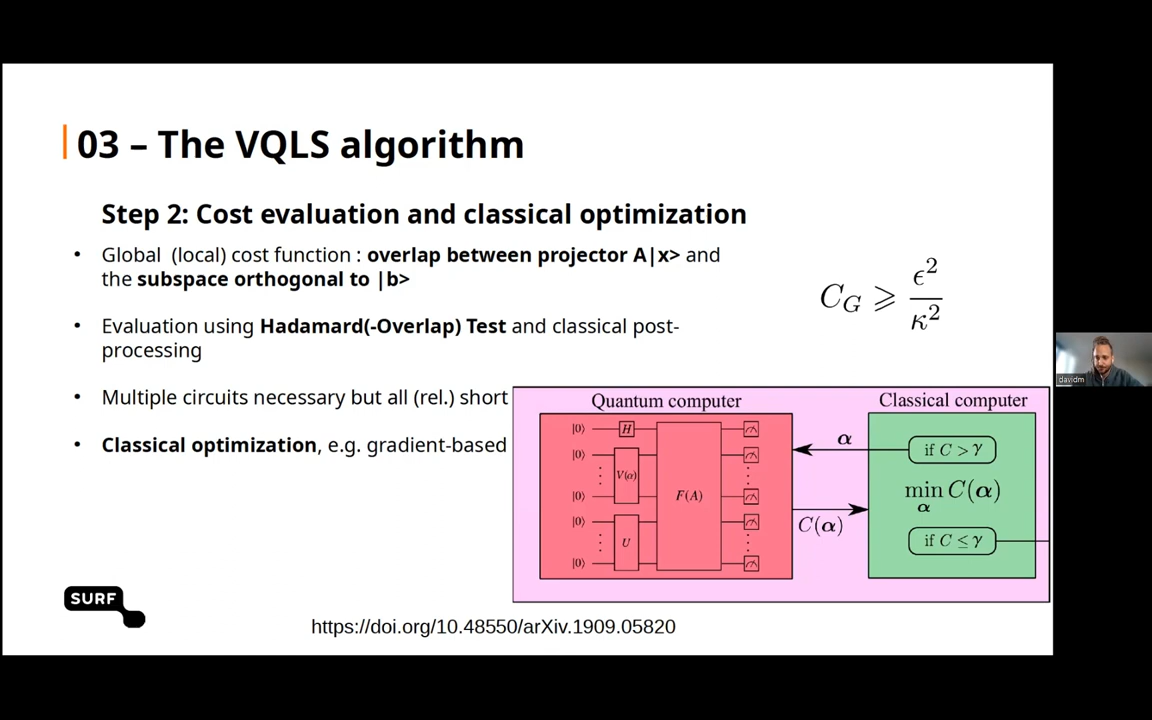 03 – The VQLS algorithm
Step 2: Cost evaluation and classical optimization
• Global (local) cost function : overlap between projector A|x> and
the subspace orthogonal to |b>
• Evaluation using Hadamard(-Overlap) Test and classical post-
processing
• Multiple circuits necessary but all (rel.) short
• Classical optimization, e.g. gradient-based
C_G ⩾ ϵ² / κ²
Quantum computer
|0⟩ H
|0⟩
⋮ V(α) ⋮
|0⟩ F(A)
|0⟩
⋮ U ⋮
|0⟩
α
C(α)
Classical computer
if C > γ
min C(α)
α
if C ≤ γ
davidm
SURF
https://doi.org/10.48550/arXiv.1909.05820